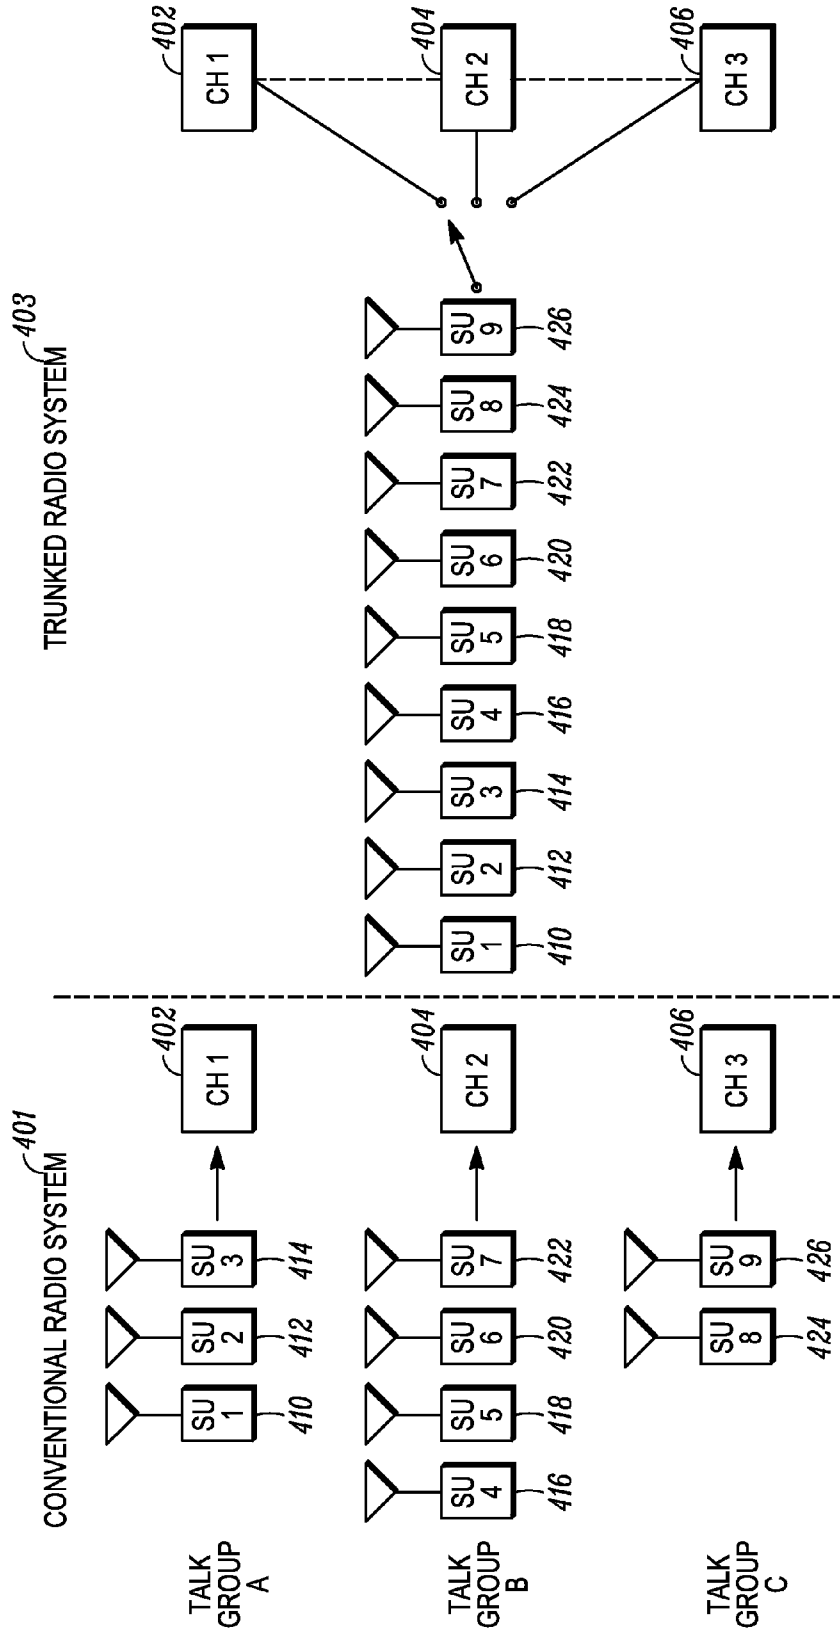 CONVENTIONAL RADIO SYSTEM
401
TALK
GROUP
A
SU
1
410
SU
2
412
SU
3
414
CH 1
402
TALK
GROUP
B
SU
4
416
SU
5
418
SU
6
420
SU
7
422
CH 2
404
TALK
GROUP
C
SU
8
424
SU
9
426
CH 3
406
TRUNKED RADIO SYSTEM
403
SU
1
410
SU
2
412
SU
3
414
SU
4
416
SU
5
418
SU
6
420
SU
7
422
SU
8
424
SU
9
426
CH 1
402
CH 2
404
CH 3
406